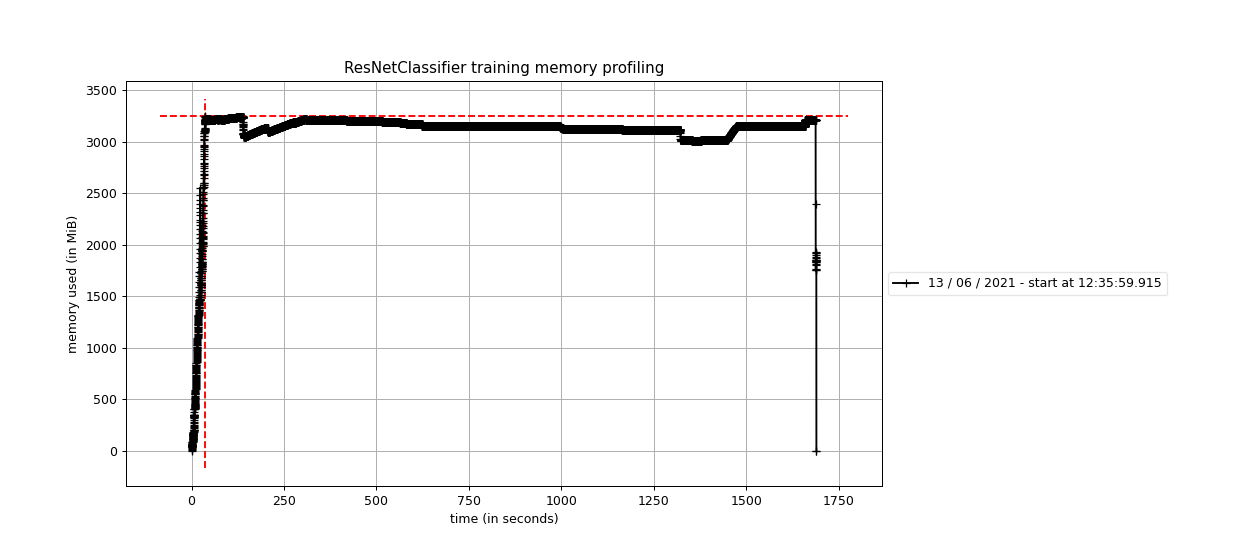 ResNetClassifier training memory profiling
3500
3000
2500
2000
1500
1000
500
0
memory used (in MiB)
0 250 500 750 1000 1250 1500 1750
time (in seconds)
13 / 06 / 2021 - start at 12:35:59.915